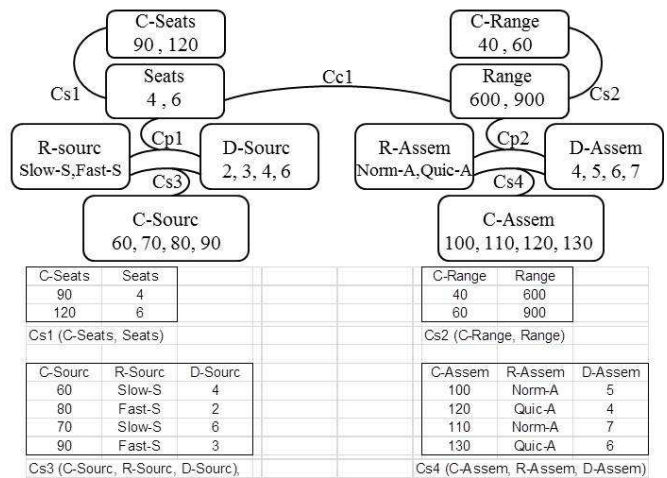 C-Seats
90 , 120
C-Range
40 , 60
Cs1
Seats
4 , 6
Cc1
Range
600 , 900
Cs2
R-sourc
Slow-S,Fast-S
Cp1
D-Sourc
2, 3, 4, 6
R-Assem
Norm-A,Quic-A
Cp2
D-Assem
4, 5, 6, 7
Cs3
Cs4
C-Sourc
60, 70, 80, 90
C-Assem
100, 110, 120, 130
C-Seats Seats
90 4
120 6
Cs1 (C-Seats, Seats)
C-Range Range
40 600
60 900
Cs2 (C-Range, Range)
C-Sourc R-Sourc D-Sourc
60 Slow-S 4
80 Fast-S 2
70 Slow-S 6
90 Fast-S 3
Cs3 (C-Sourc, R-Sourc, D-Sourc),
C-Assem R-Assem D-Assem
100 Norm-A 5
120 Quic-A 4
110 Norm-A 7
130 Quic-A 6
Cs4 (C-Assem, R-Assem, D-Assem)